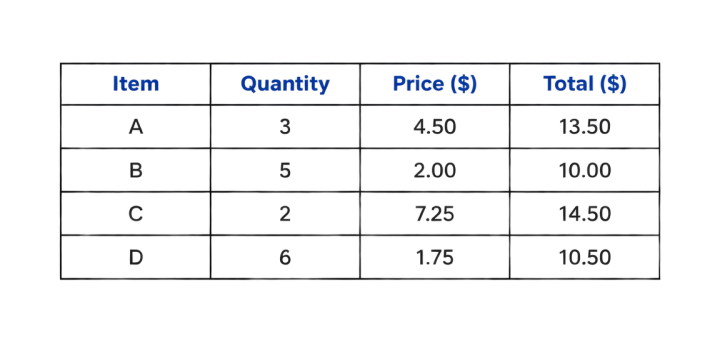 Item Quantity Price ($) Total ($)
A 3 4.50 13.50
B 5 2.00 10.00
C 2 7.25 14.50
D 6 1.75 10.50